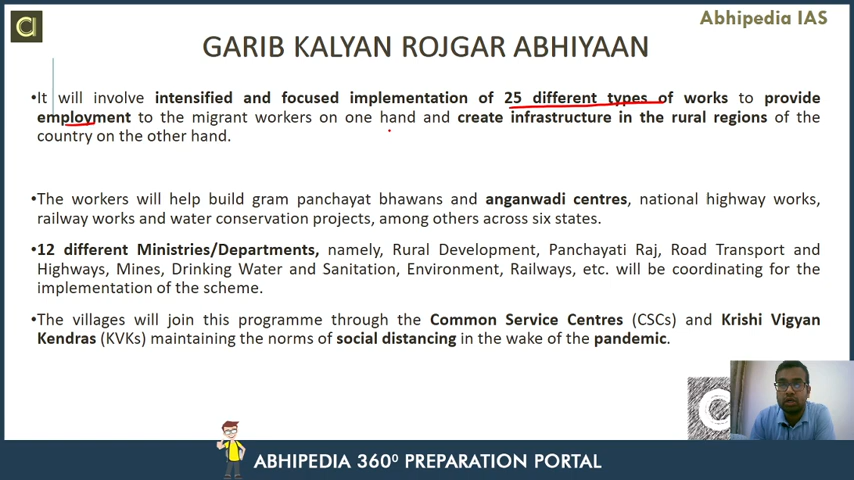 Abhipedia IAS
GARIB KALYAN ROJGAR ABHIYAAN
•It will involve intensified and focused implementation of 25 different types of works to provide
employment to the migrant workers on one hand and create infrastructure in the rural regions of the
country on the other hand.
•The workers will help build gram panchayat bhawans and anganwadi centres, national highway works,
railway works and water conservation projects, among others across six states.
•12 different Ministries/Departments, namely, Rural Development, Panchayati Raj, Road Transport and
Highways, Mines, Drinking Water and Sanitation, Environment, Railways, etc. will be coordinating for the
implementation of the scheme.
•The villages will join this programme through the Common Service Centres (CSCs) and Krishi Vigyan
Kendras (KVKs) maintaining the norms of social distancing in the wake of the pandemic.
ABHIPEDIA 360⁰ PREPARATION PORTAL